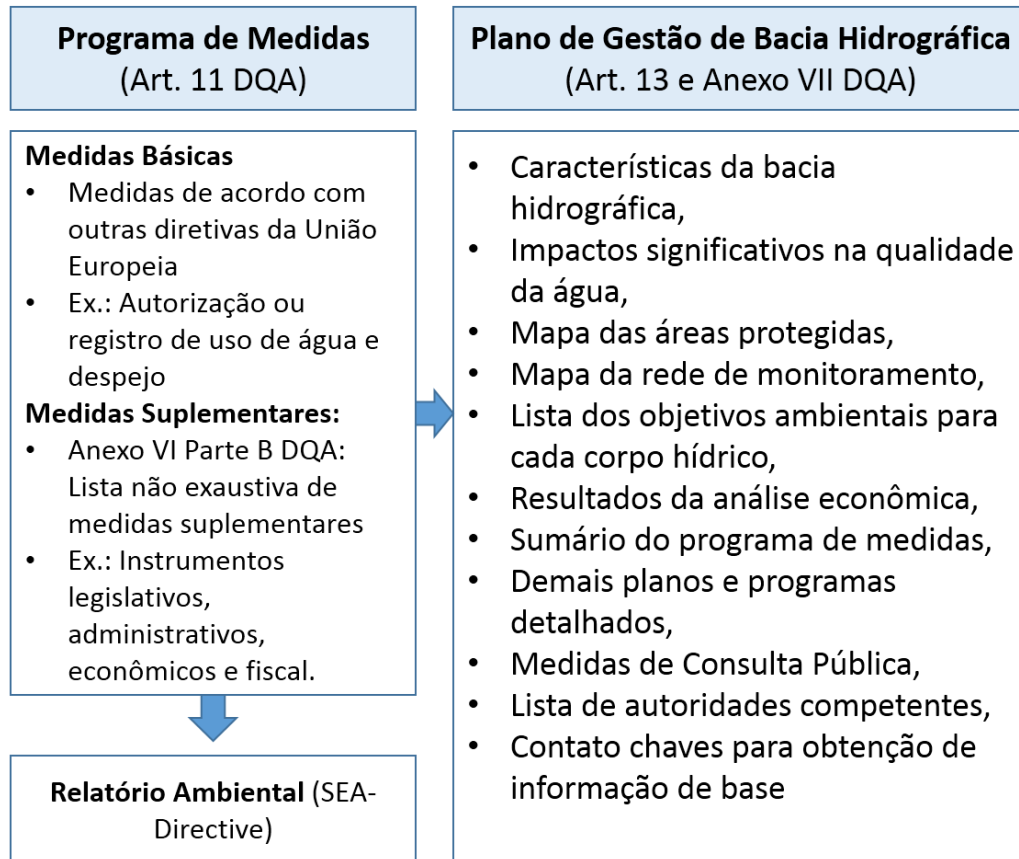 Programa de Medidas
(Art. 11 DQA)
Medidas Básicas
• Medidas de acordo com
outras diretivas da União
Europeia
• Ex.: Autorização ou
registro de uso de água e
despejo
Medidas Suplementares:
• Anexo VI Parte B DQA:
Lista não exaustiva de
medidas suplementares
• Ex.: Instrumentos
legislativos,
administrativos,
econômicos e fiscal.
Relatório Ambiental (SEA-
Directive)
Plano de Gestão de Bacia Hidrográfica
(Art. 13 e Anexo VII DQA)
• Características da bacia
hidrográfica,
• Impactos significativos na qualidade
da água,
• Mapa das áreas protegidas,
• Mapa da rede de monitoramento,
• Lista dos objetivos ambientais para
cada corpo hídrico,
• Resultados da análise econômica,
• Sumário do programa de medidas,
• Demais planos e programas
detalhados,
• Medidas de Consulta Pública,
• Lista de autoridades competentes,
• Contato chaves para obtenção de
informação de base